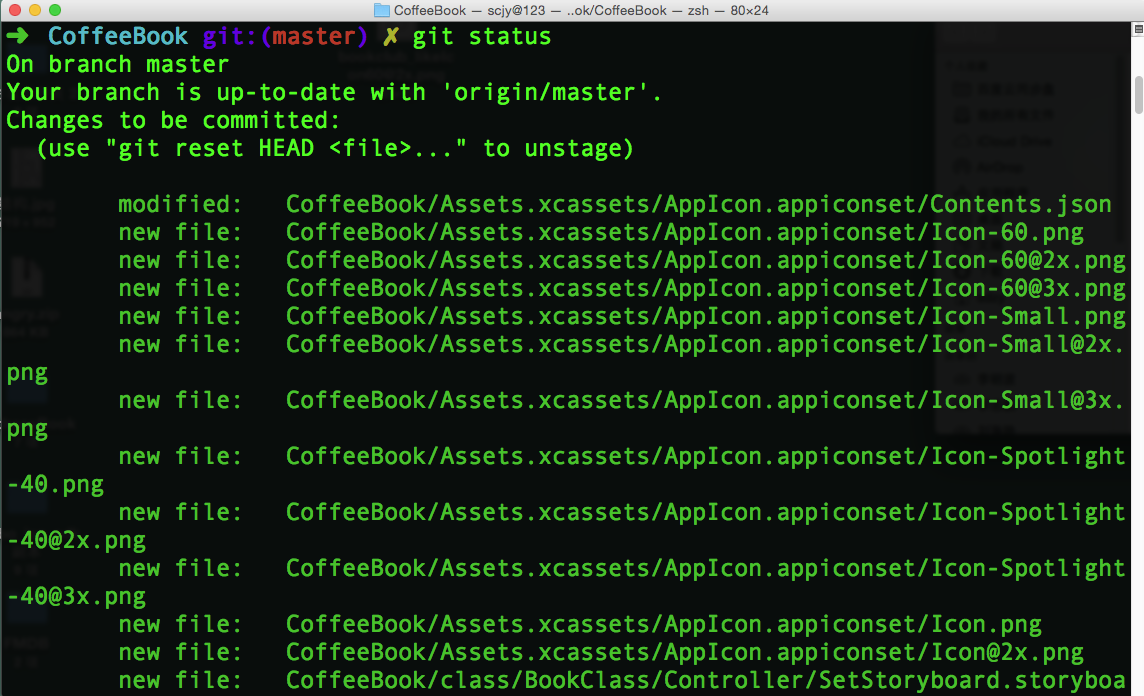 CoffeeBook — scjy@123 — ..ok/CoffeeBook — zsh — 80×24
➜ CoffeeBook git:(master) ✗ git status
On branch master
Your branch is up-to-date with 'origin/master'.
Changes to be committed:
(use "git reset HEAD <file>..." to unstage)
modified: CoffeeBook/Assets.xcassets/AppIcon.appiconset/Contents.json
new file: CoffeeBook/Assets.xcassets/AppIcon.appiconset/Icon-60.png
new file: CoffeeBook/Assets.xcassets/AppIcon.appiconset/Icon-60@2x.png
new file: CoffeeBook/Assets.xcassets/AppIcon.appiconset/Icon-60@3x.png
new file: CoffeeBook/Assets.xcassets/AppIcon.appiconset/Icon-Small.png
new file: CoffeeBook/Assets.xcassets/AppIcon.appiconset/Icon-Small@2x.
png
new file: CoffeeBook/Assets.xcassets/AppIcon.appiconset/Icon-Small@3x.
png
new file: CoffeeBook/Assets.xcassets/AppIcon.appiconset/Icon-Spotlight
-40.png
new file: CoffeeBook/Assets.xcassets/AppIcon.appiconset/Icon-Spotlight
-40@2x.png
new file: CoffeeBook/Assets.xcassets/AppIcon.appiconset/Icon-Spotlight
-40@3x.png
new file: CoffeeBook/Assets.xcassets/AppIcon.appiconset/Icon.png
new file: CoffeeBook/Assets.xcassets/AppIcon.appiconset/Icon@2x.png
new file: CoffeeBook/class/BookClass/Controller/SetStoryboard.storyboa